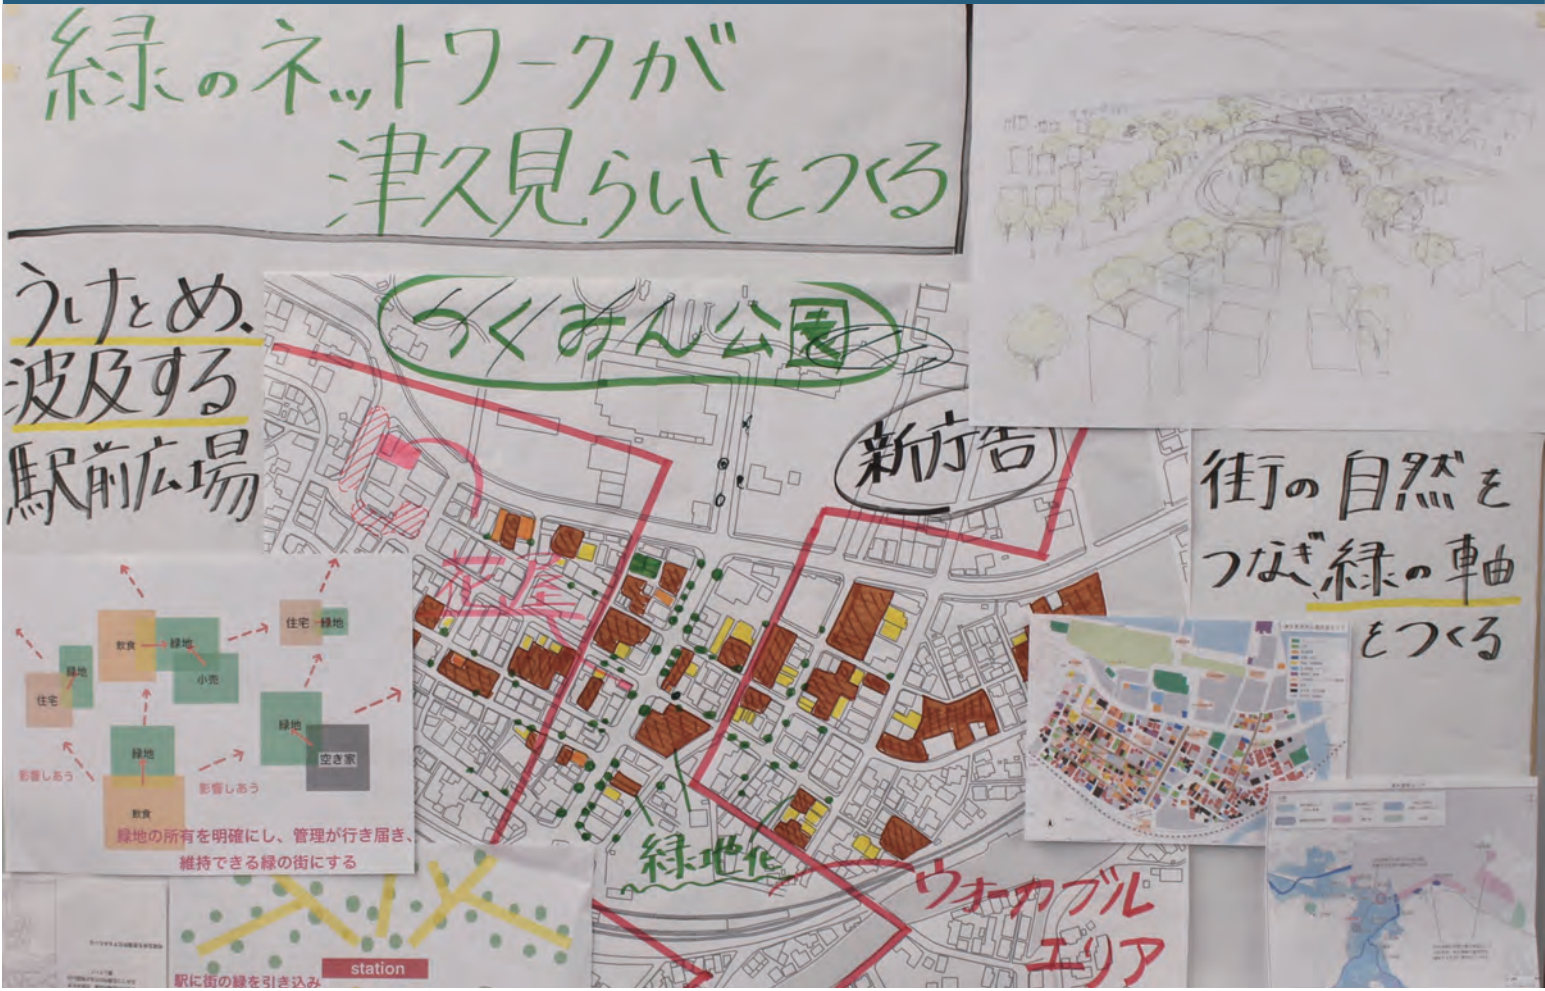 緑のネットワークが
津久見らしさをつくる
うけとめ、
波及する
駅前広場
つくみん公園
新庁舎
街の自然を
つなぎ緑の軸
をつくる
住宅
緑地
飲食
緑地
小売
緑地
住宅
緑地
緑地
空き家
影響しあう
影響しあう
飲食
緑地の所有を明確にし、管理が行き届き、
維持できる緑の街にする
緑地化
ウォーカブル
エリア
station
駅に街の緑を引き込み